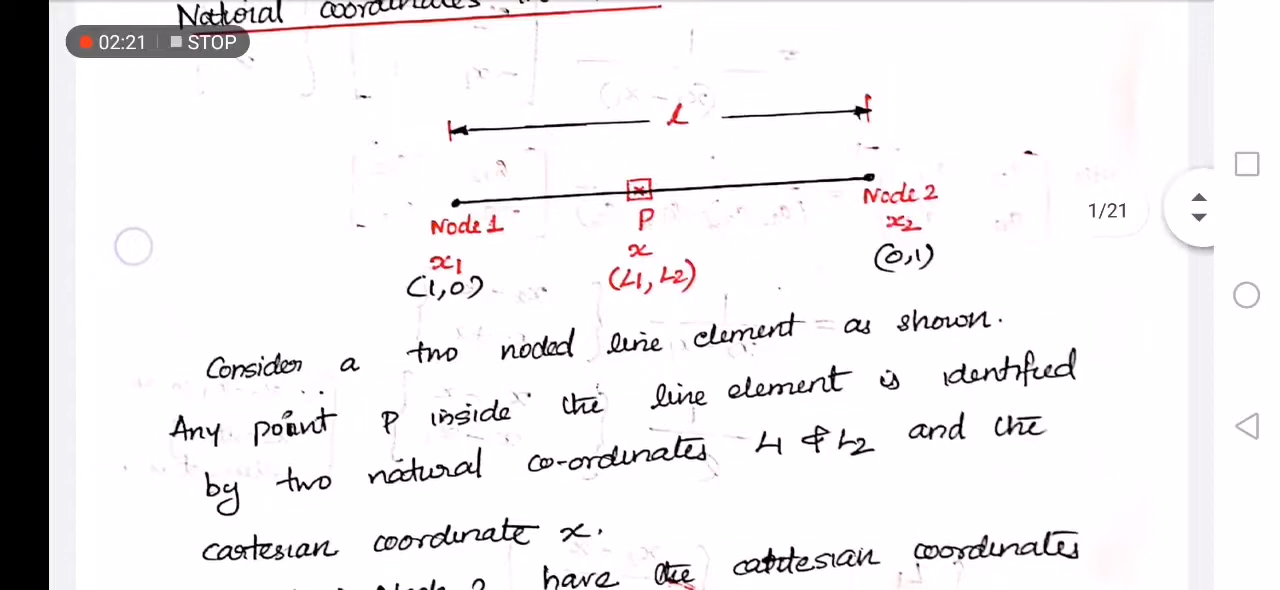 Natural coordinates
02:21 STOP
l
Node 1
P
Node 2
x1
x
x2
(1,0)
(L1, L2)
(0,1)
1/21
Consider a two noded line element as shown.
Any point P inside the line element is identified
by two natural co-ordinates L1 & L2 and the
cartesian coordinate x.
Node 2 have the cartesian coordinates